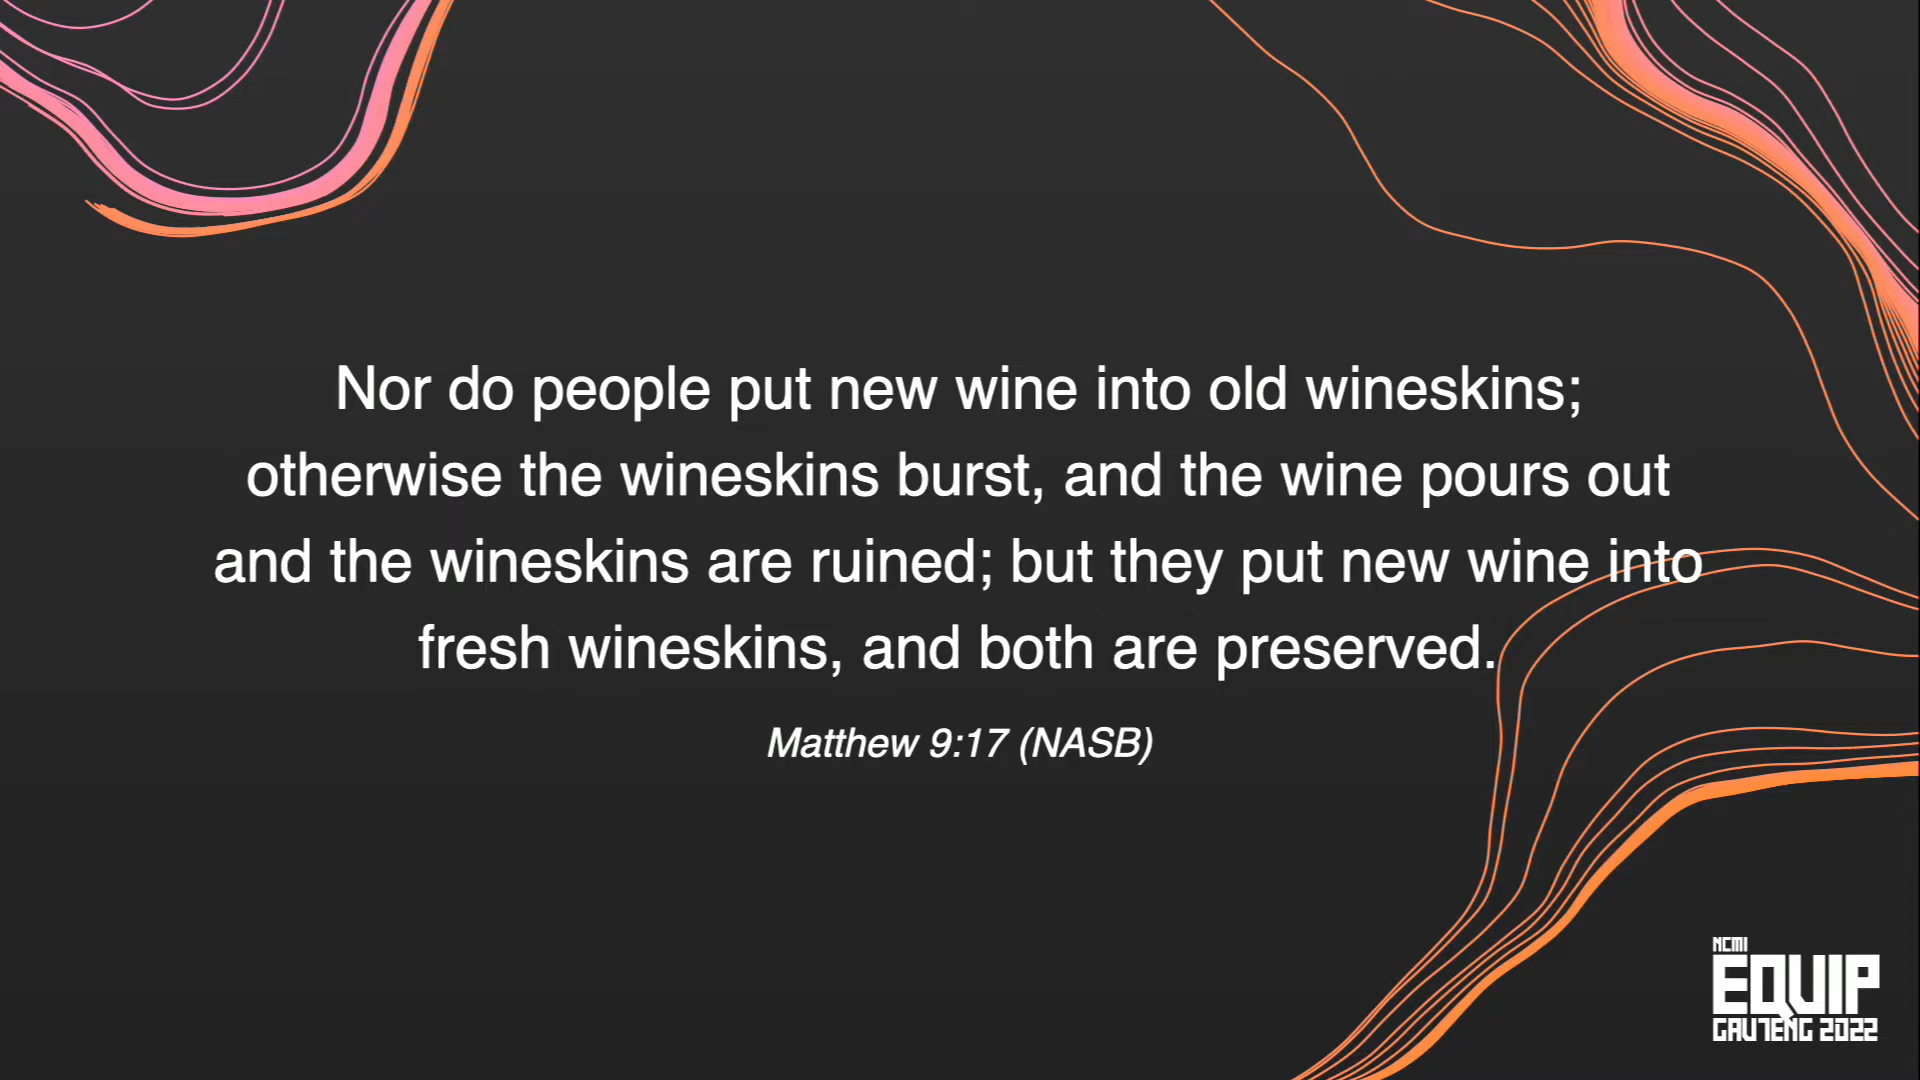 Nor do people put new wine into old wineskins;
otherwise the wineskins burst, and the wine pours out
and the wineskins are ruined; but they put new wine into
fresh wineskins, and both are preserved.
Matthew 9:17 (NASB)
NCMI
EQUIP
GAUTENG 2022